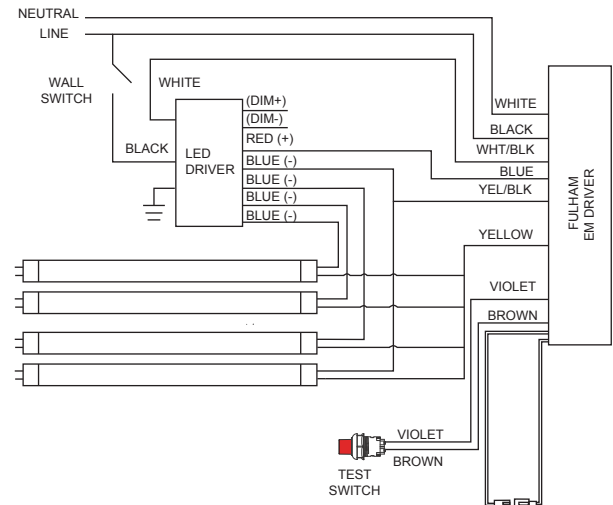 NEUTRAL
LINE
WALL
SWITCH
WHITE
BLACK
LED
DRIVER
(DIM+)
(DIM-)
RED (+)
BLUE (-)
BLUE (-)
BLUE (-)
BLUE (-)
WHITE
BLACK
WHT/BLK
BLUE
YEL/BLK
YELLOW
VIOLET
BROWN
FULHAM
EM DRIVER
VIOLET
BROWN
TEST
SWITCH